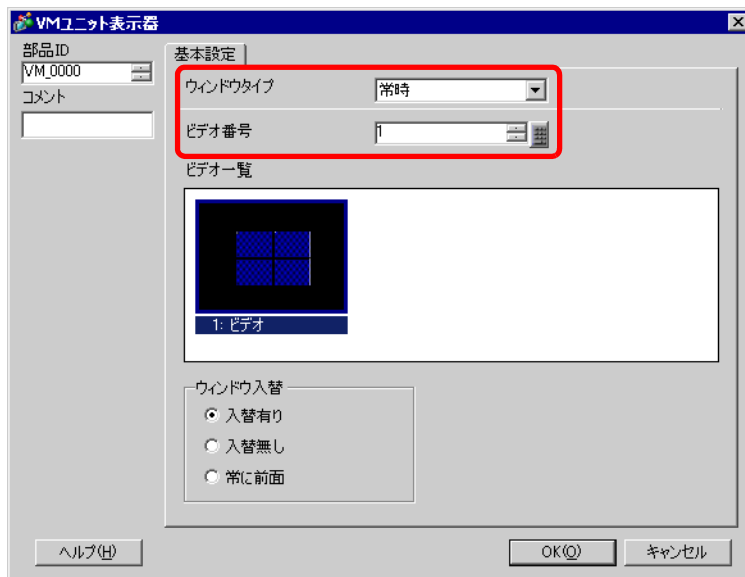 VMユニット表示器
部品ID
VM_0000
コメント
基本設定
ウィンドウタイプ
常時
ビデオ番号
1
ビデオ一覧
1: ビデオ
ウィンドウ入替
入替有り
入替無し
常に前面
ヘルプ(H)
OK(O)
キャンセル